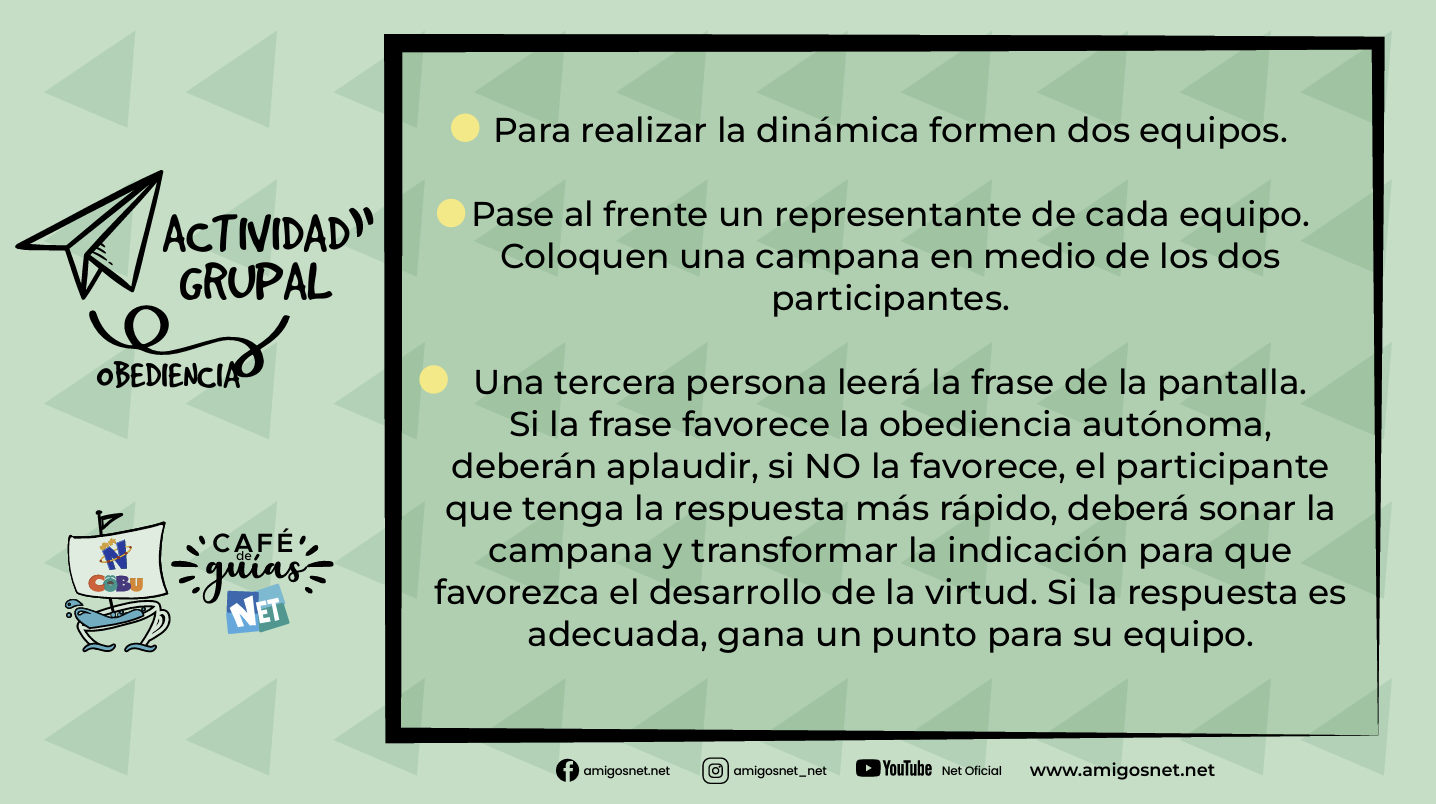 ACTIVIDAD
GRUPAL
OBEDIENCIA
Para realizar la dinámica formen dos equipos.
Pase al frente un representante de cada equipo.
Coloquen una campana en medio de los dos
participantes.
Una tercera persona leerá la frase de la pantalla.
Si la frase favorece la obediencia autónoma,
deberán aplaudir, si NO la favorece, el participante
que tenga la respuesta más rápido, deberá sonar la
campana y transformar la indicación para que
favorezca el desarrollo de la virtud. Si la respuesta es
adecuada, gana un punto para su equipo.
N
COBU
CAFÉ
de
guías
NET
amigosnet.net
amigosnet_net
YouTube Net Oficial
www.amigosnet.net